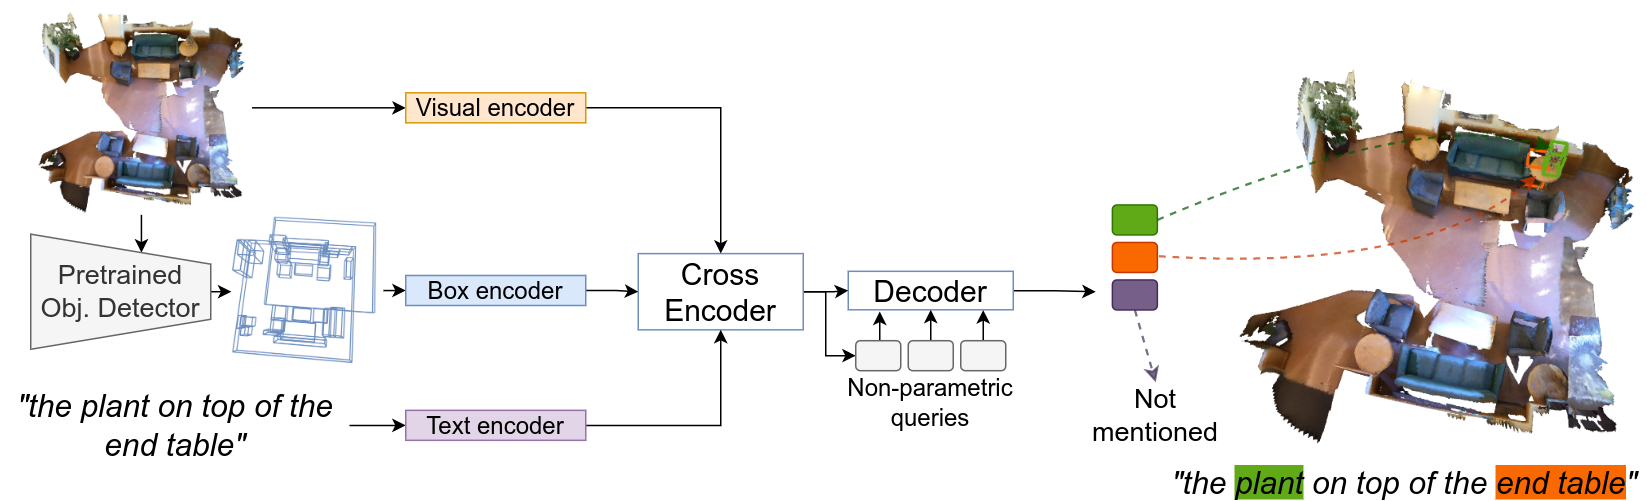 Visual encoder
Pretrained
Obj. Detector
Box encoder
Cross
Encoder
Decoder
Non-parametric
queries
"the plant on top of the
end table"
Text encoder
Not
mentioned
"the plant on top of the end table"